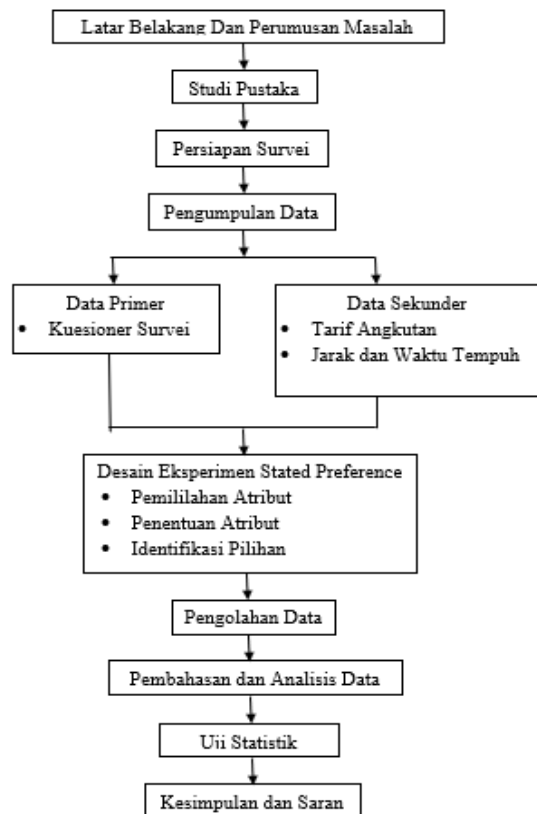 Latar Belakang Dan Perumusan Masalah
Studi Pustaka
Persiapan Survei
Pengumpulan Data
Data Primer
• Kuesioner Survei
Data Sekunder
• Tarif Angkutan
• Jarak dan Waktu Tempuh
Desain Eksperimen Stated Preference
• Pemililahan Atribut
• Penentuan Atribut
• Identifikasi Pilihan
Pengolahan Data
Pembahasan dan Analisis Data
Uji Statistik
Kesimpulan dan Saran